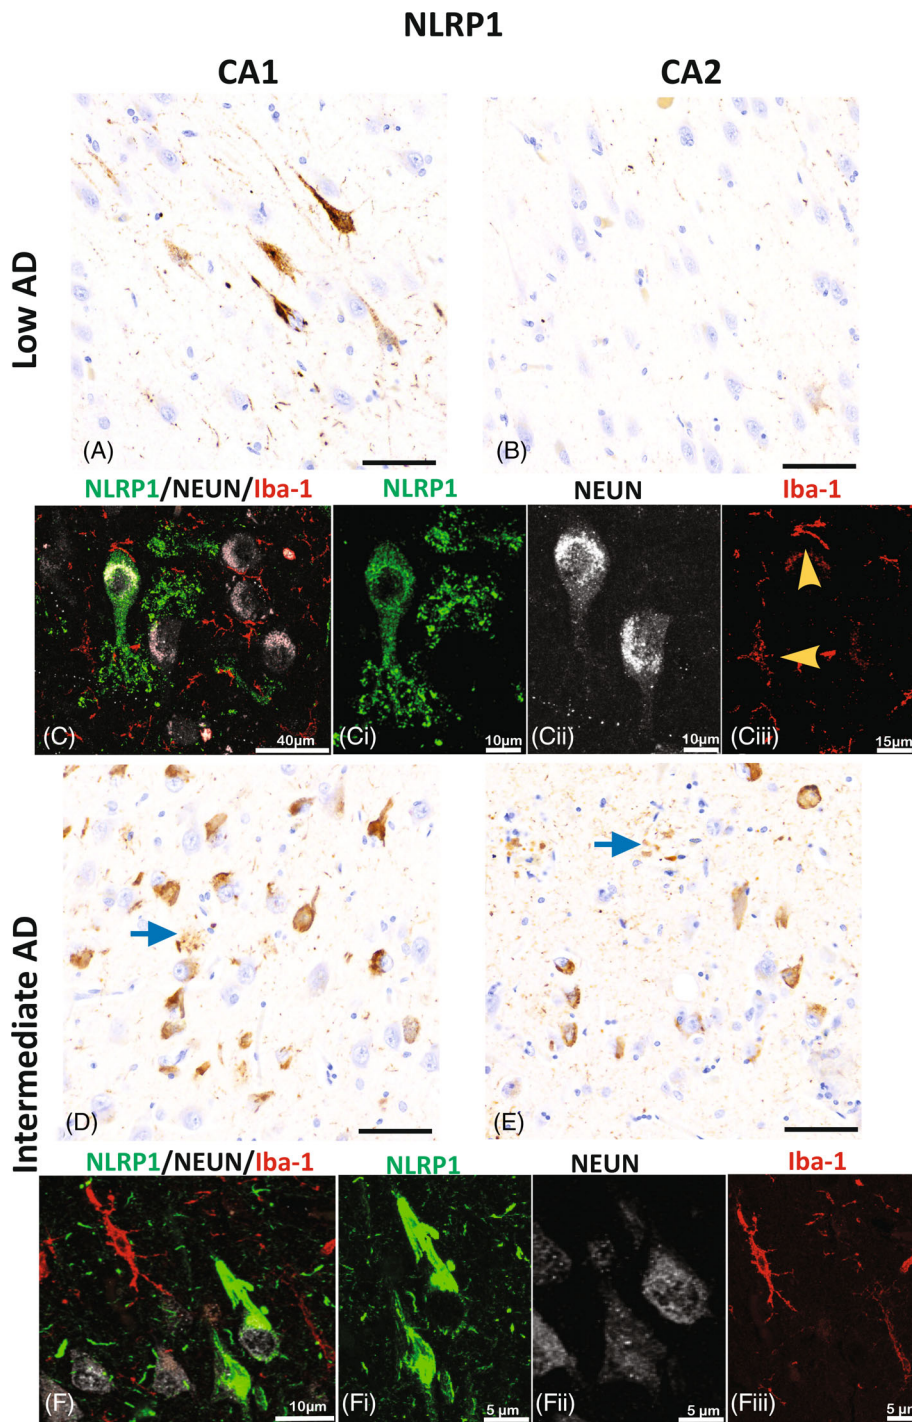 NLRP1
CA1 CA2
Low AD
(A) (B)
NLRP1/NEUN/Iba-1 NLRP1 NEUN Iba-1
(C) 40μm (Ci) 10μm (Cii) 10μm (Ciii) 15μm
Intermediate AD
(D) (E)
NLRP1/NEUN/Iba-1 NLRP1 NEUN Iba-1
(F) 10μm (Fi) 5 μm (Fii) 5 μm (Fiii) 5 μm